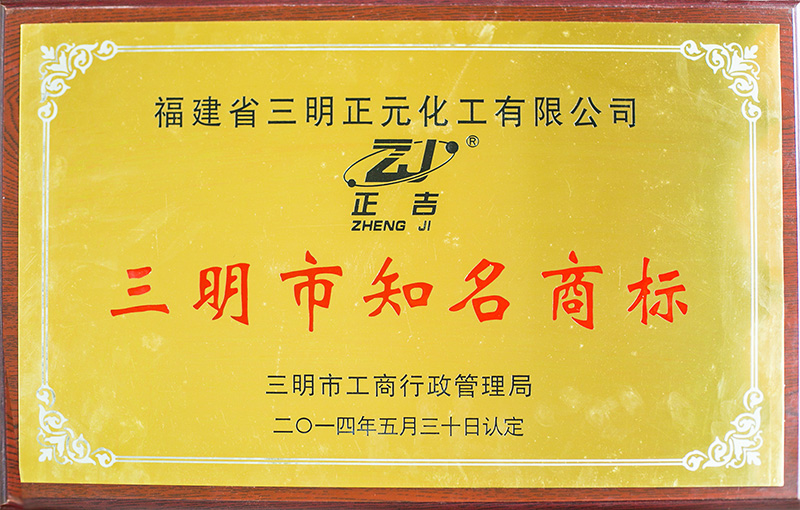 福建省三明正元化工有限公司
ZJ®
正吉
ZHENG JI
三明市知名商标
三明市工商行政管理局
二〇一四年五月三十日认定